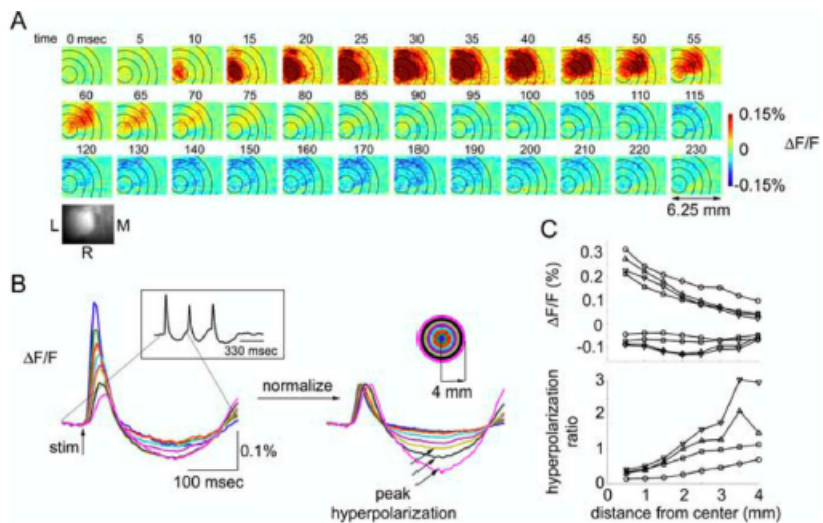 A
time 0 msec 5 10 15 20 25 30 35 40 45 50 55
60 65 70 75 80 85 90 95 100 105 110 115
0.15%
0
ΔF/F
-0.15%
120 130 140 150 160 170 180 190 200 210 220 230
6.25 mm
L M
R
B
ΔF/F
330 msec
stim
0.1%
100 msec
normalize
4 mm
peak
hyperpolarization
C
ΔF/F (%)
0.3
0.2
0.1
0
-0.1
hyperpolarization
ratio
3
2
1
0
0 1 2 3 4
distance from center (mm)